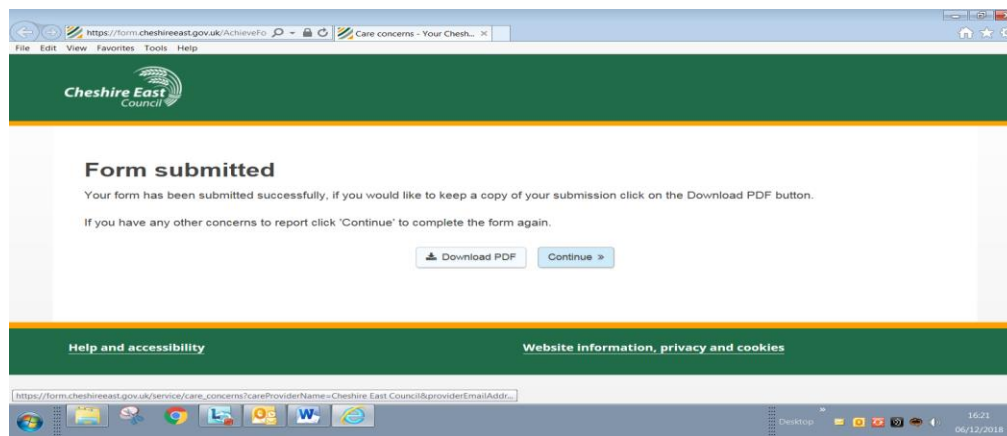 https://form.cheshireeast.gov.uk/AchieveFo
Care concerns - Your Chesh...
File Edit View Favorites Tools Help
Cheshire East
Council
Form submitted
Your form has been submitted successfully, if you would like to keep a copy of your submission click on the Download PDF button.
If you have any other concerns to report click 'Continue' to complete the form again.
Download PDF
Continue »
Help and accessibility
Website information, privacy and cookies
https://form.cheshireeast.gov.uk/service/care_concerns?careProviderName=Cheshire East Council&providerEmailAddr...
Desktop
16:21
06/12/2018